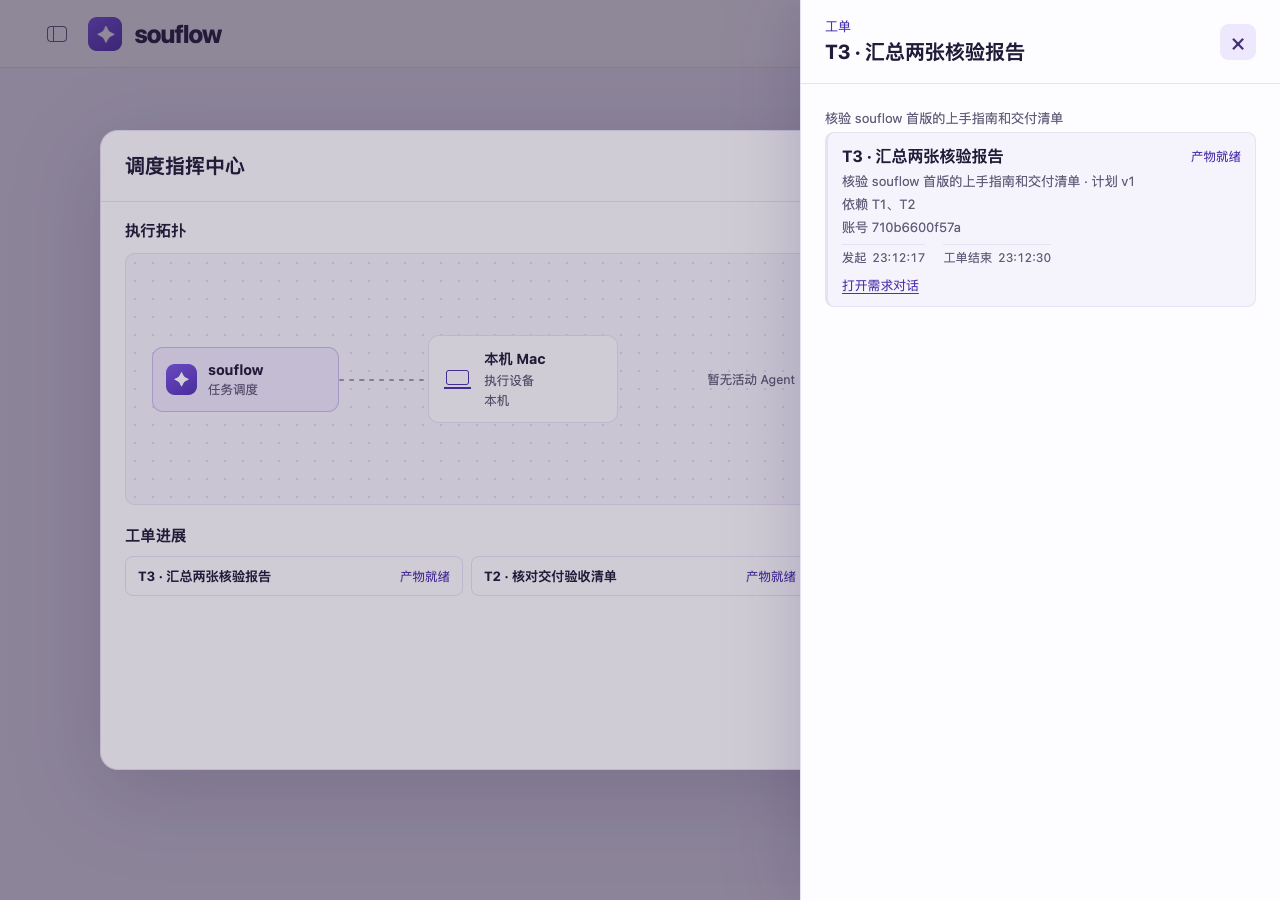 souflow
调度指挥中心
执行拓扑
souflow
任务调度
本机 Mac
执行设备
本机
暂无活动 Agent
工单进展
T3 · 汇总两张核验报告
产物就绪
T2 · 核对交付验收清单
产物就绪
工单
T3 · 汇总两张核验报告
核验 souflow 首版的上手指南和交付清单
T3 · 汇总两张核验报告
产物就绪
核验 souflow 首版的上手指南和交付清单 · 计划 v1
依赖 T1、T2
账号 710b6600f57a
发起 23:12:17
工单结束 23:12:30
打开需求对话